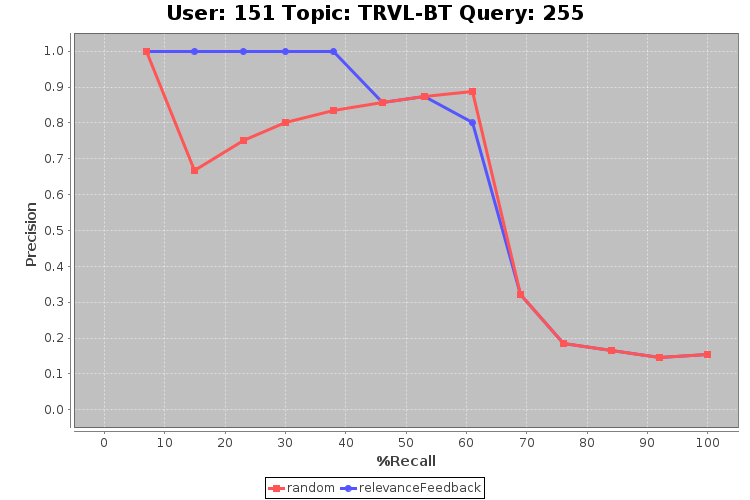 User: 151 Topic: TRVL-BT Query: 255
1.0
0.9
0.8
0.7
0.6
0.5
0.4
0.3
0.2
0.1
0.0
Precision
0 10 20 30 40 50 60 70 80 90 100
%Recall
random relevanceFeedback